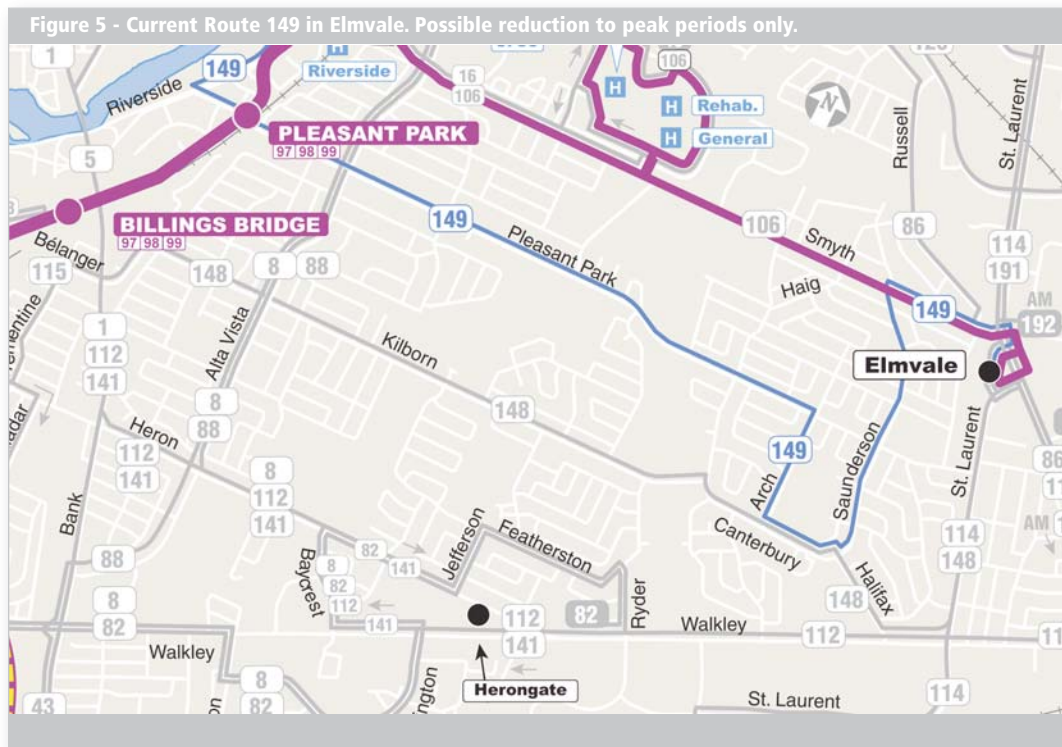 Figure 5 - Current Route 149 in Elmvale. Possible reduction to peak periods only.
1
149
Riverside
H
Riverside
16
106
106
H
H
Rehab.
H
General
N
Russell
St. Laurent
5
PLEASANT PARK
97 98 99
BILLINGS BRIDGE
97 98 99
149
Pleasant Park
106
Smyth
86
114
191
Bélanger
115
148
8
88
Haig
149
AM
192
Alta Vista
Kilborn
Elmvale
1
112
141
148
8
88
Heron
112
141
Bank
8
112
141
149
Arch
Saunderson
St. Laurent
86
AM
Canterbury
114
148
Halifax
148
88
Baycrest
82
141
8
82
112
141
Jefferson
Featherston
Ryder
82
112
141
Walkley
112
8
82
Walkley
Herongate
8
82
43
St. Laurent
114